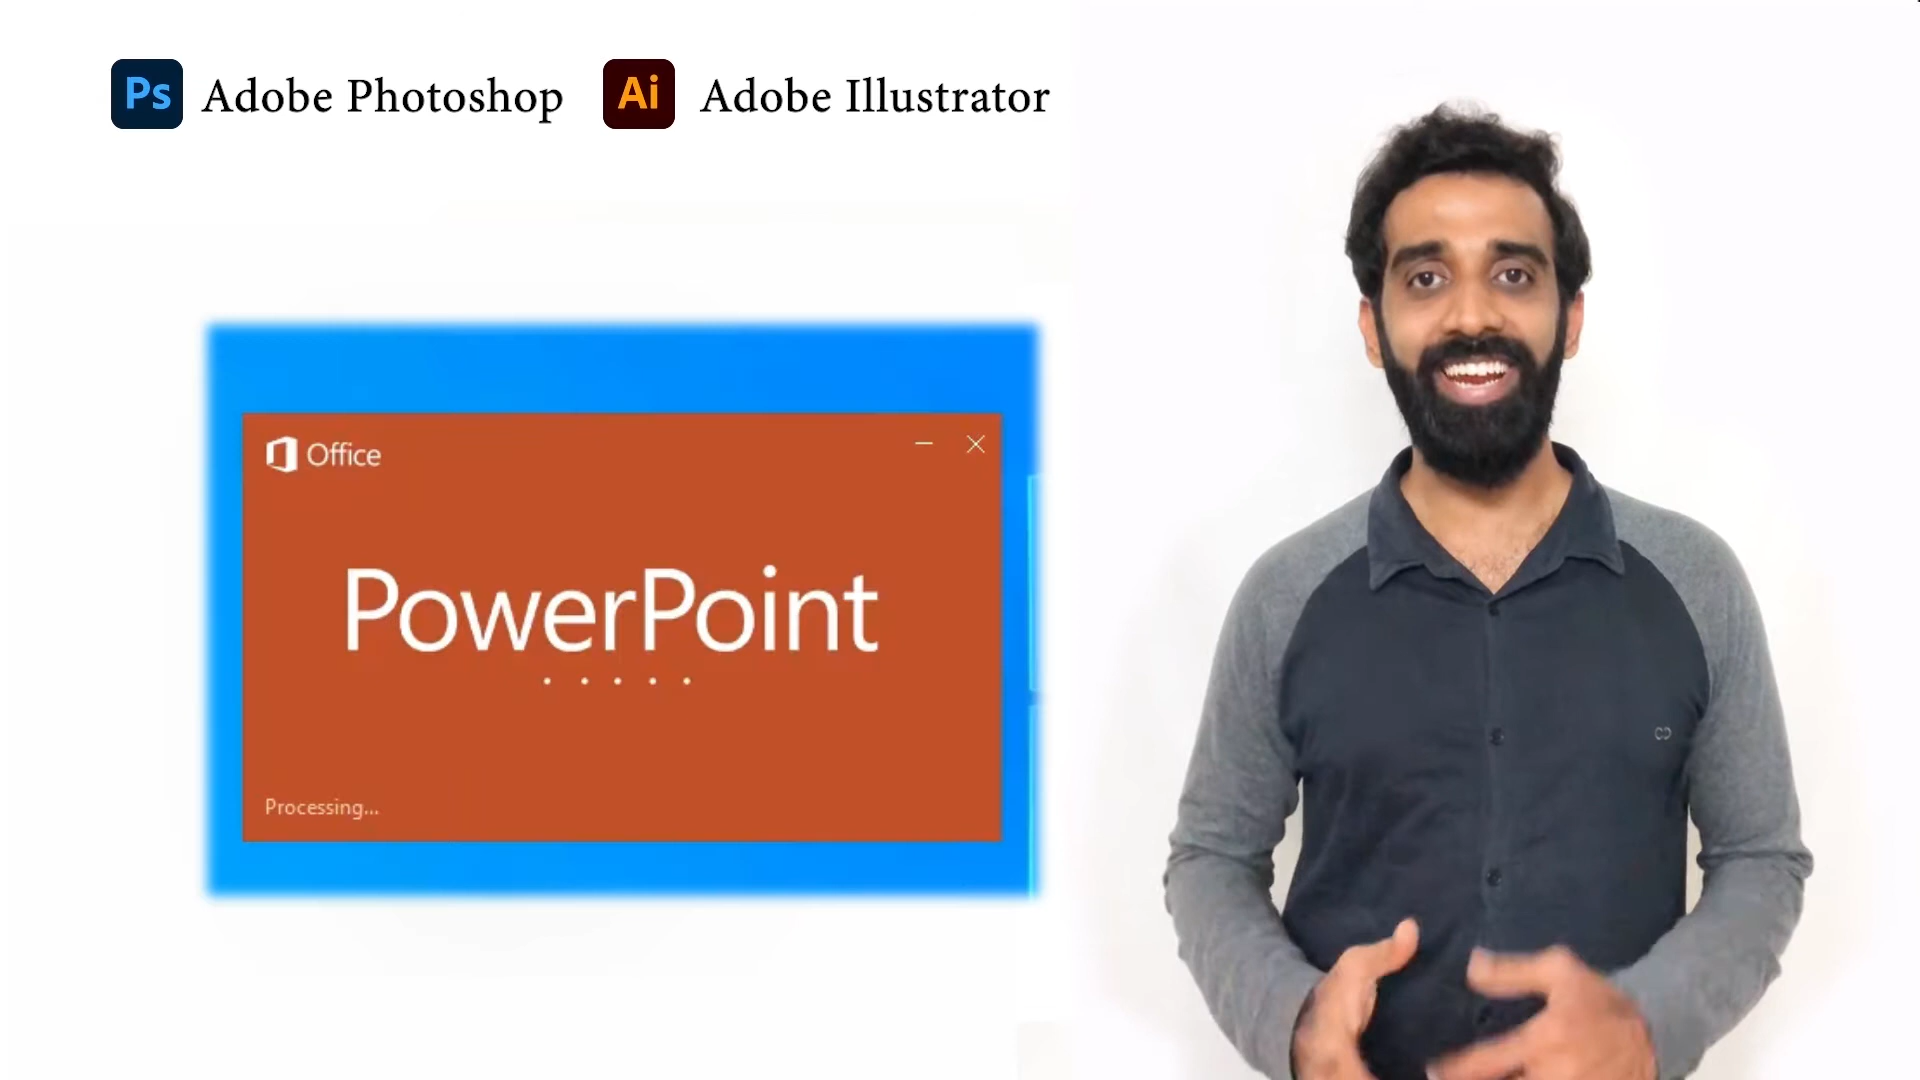 Ps Adobe Photoshop Ai Adobe Illustrator
Office
PowerPoint
Processing...